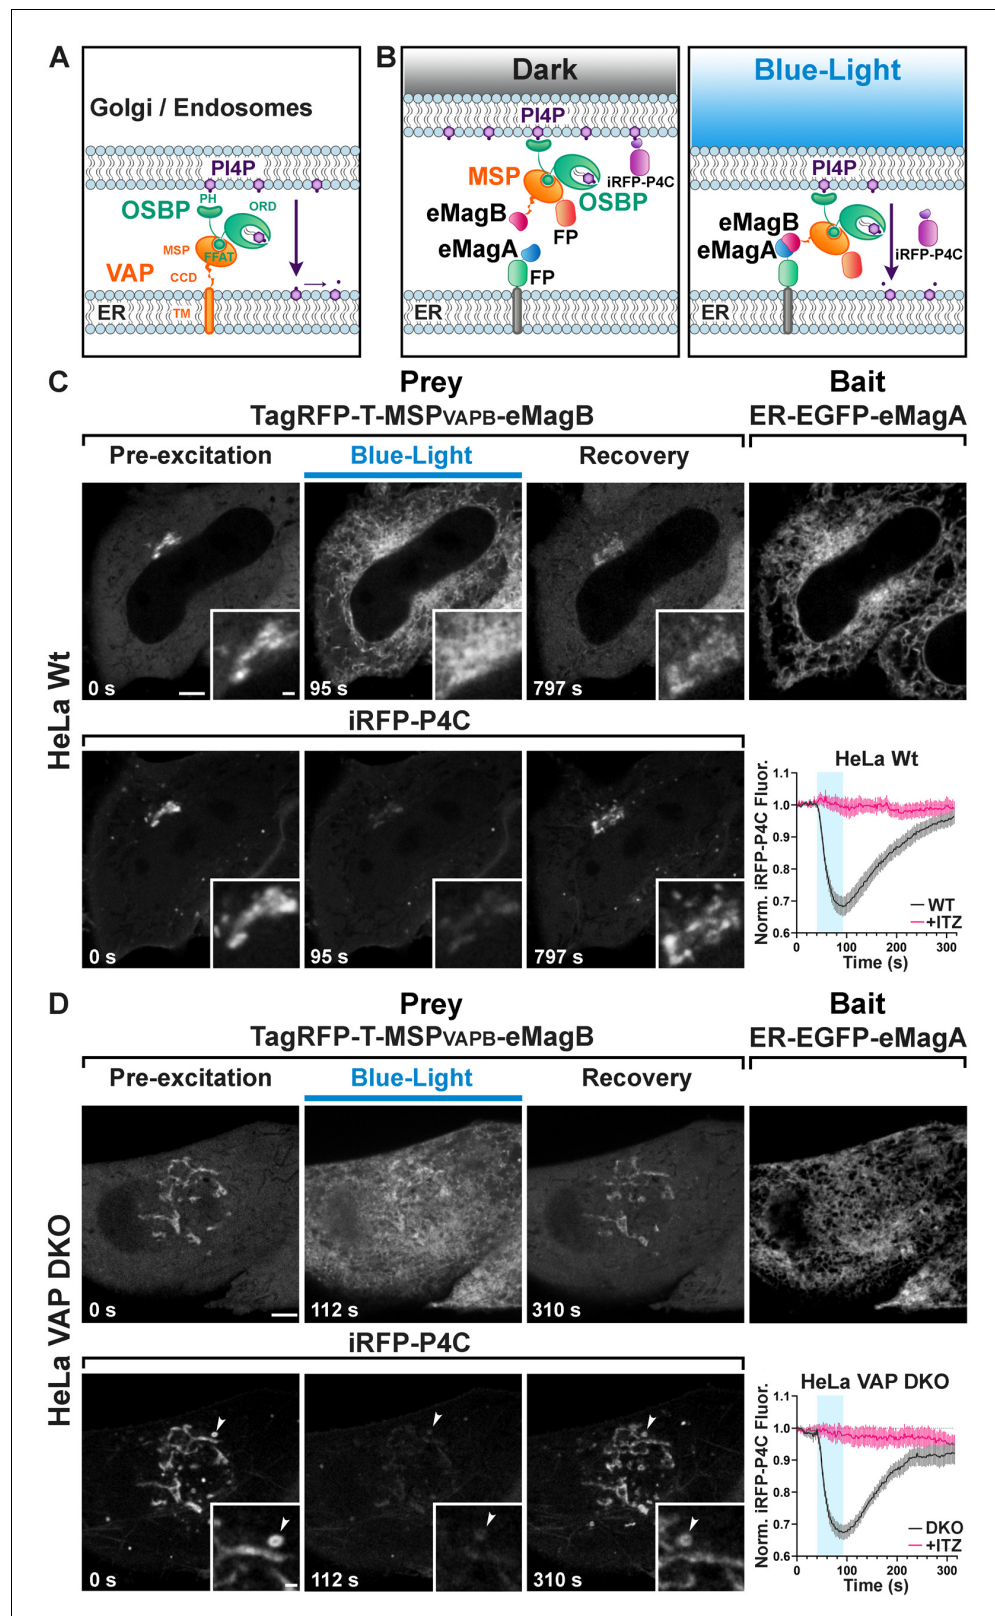 A
Golgi / Endosomes
PI4P
PH
OSBP
ORD
MSP
FFAT
VAP
CCD
ER
TM
B
Dark
PI4P
MSP
iRFP-P4C
OSBP
eMagB
FP
eMagA
FP
ER
Blue-Light
PI4P
eMagB
eMagA
iRFP-P4C
ER
C
Prey
Bait
TagRFP-T-MSPVAPB-eMagB
ER-EGFP-eMagA
Pre-excitation
Blue-Light
Recovery
HeLa Wt
0 s
95 s
797 s
iRFP-P4C
0 s
95 s
797 s
HeLa Wt
Norm. iRFP-P4C Fluor.
1.1
1.0
0.9
0.8
0.7
0.6
WT
+ITZ
0 100 200 300
Time (s)
D
Prey
Bait
TagRFP-T-MSPVAPB-eMagB
ER-EGFP-eMagA
Pre-excitation
Blue-Light
Recovery
HeLa VAP DKO
0 s
112 s
310 s
iRFP-P4C
0 s
112 s
310 s
HeLa VAP DKO
Norm. iRFP-P4C Fluor.
1.1
1.0
0.9
0.8
0.7
0.6
DKO
+ITZ
0 100 200 300
Time (s)